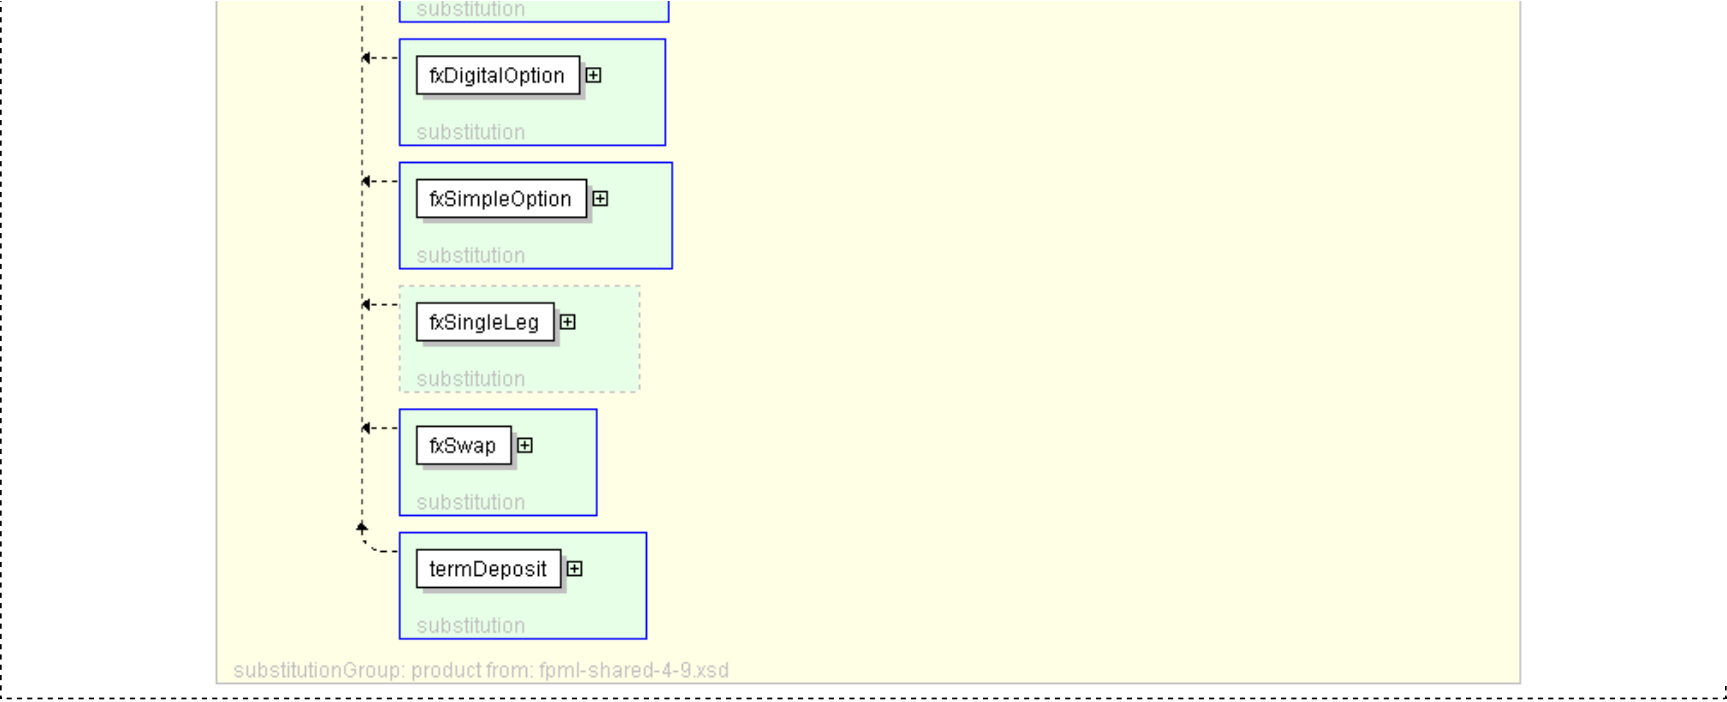 substitution
fxDigitalOption
substitution
fxSimpleOption
substitution
fxSingleLeg
substitution
fxSwap
substitution
termDeposit
substitution
substitutionGroup: product from: fpml-shared-4-9.xsd